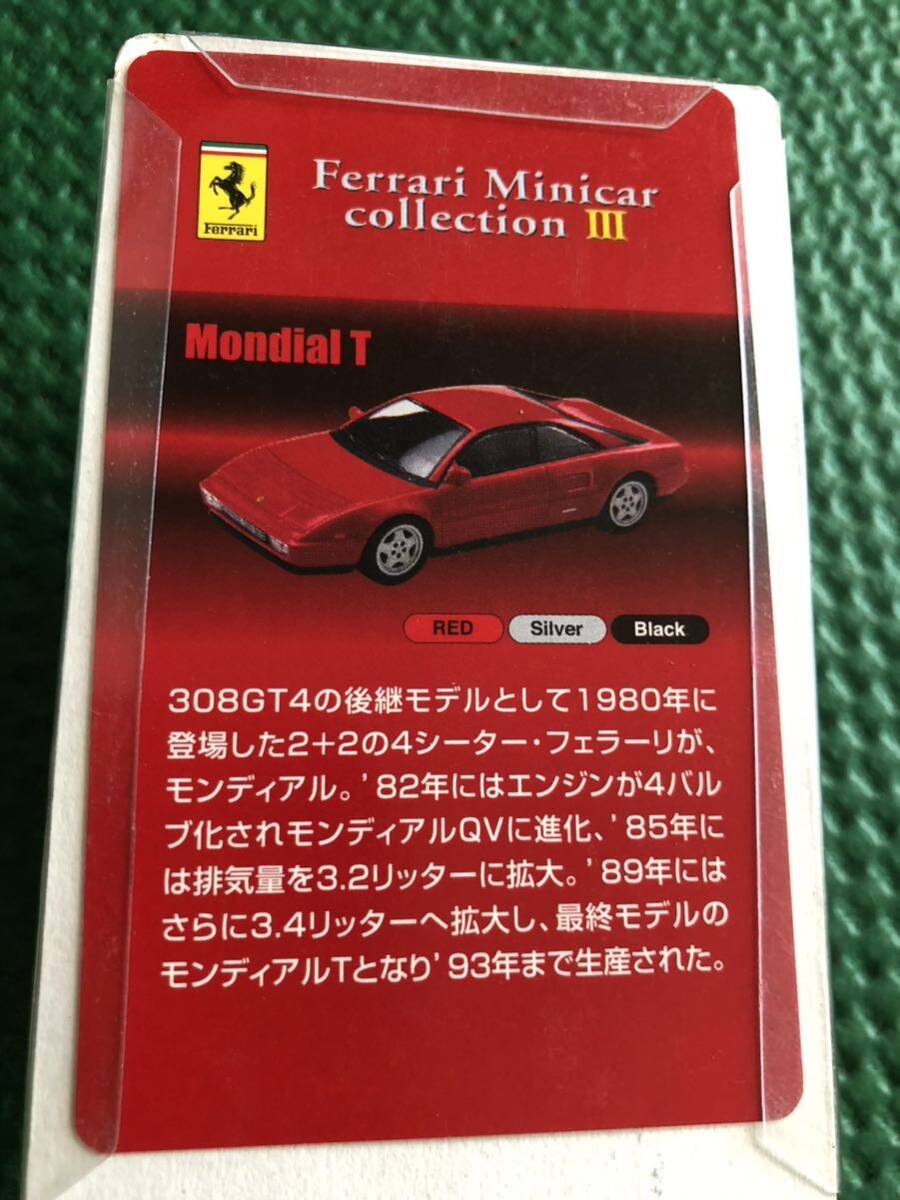 Ferrari
Ferrari Minicar
collection III
Mondial T
RED Silver Black
308GT4の後継モデルとして1980年に
登場した2+2の4シーター・フェラーリが、
モンディアル。'82年にはエンジンが4バル
ブ化されモンディアルQVに進化、'85年に
は排気量を3.2リッターに拡大。'89年には
さらに3.4リッターへ拡大し、最終モデルの
モンディアルTとなり'93年まで生産された。